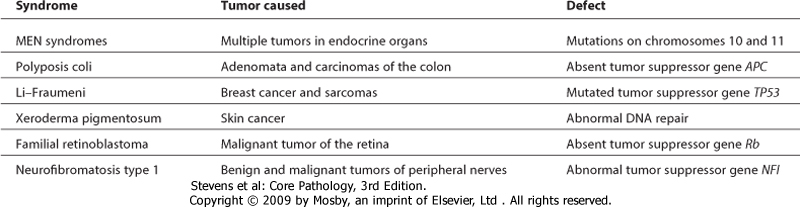 Syndrome Tumor caused Defect
MEN syndromes Multiple tumors in endocrine organs Mutations on chromosomes 10 and 11
Polyposis coli Adenomata and carcinomas of the colon Absent tumor suppressor gene APC
Li–Fraumeni Breast cancer and sarcomas Mutated tumor suppressor gene TP53
Xeroderma pigmentosum Skin cancer Abnormal DNA repair
Familial retinoblastoma Malignant tumor of the retina Absent tumor suppressor gene Rb
Neurofibromatosis type 1 Benign and malignant tumors of peripheral nerves Abnormal tumor suppressor gene NFI
Stevens et al: Core Pathology, 3rd Edition.
Copyright © 2009 by Mosby, an imprint of Elsevier, Ltd . All rights reserved.